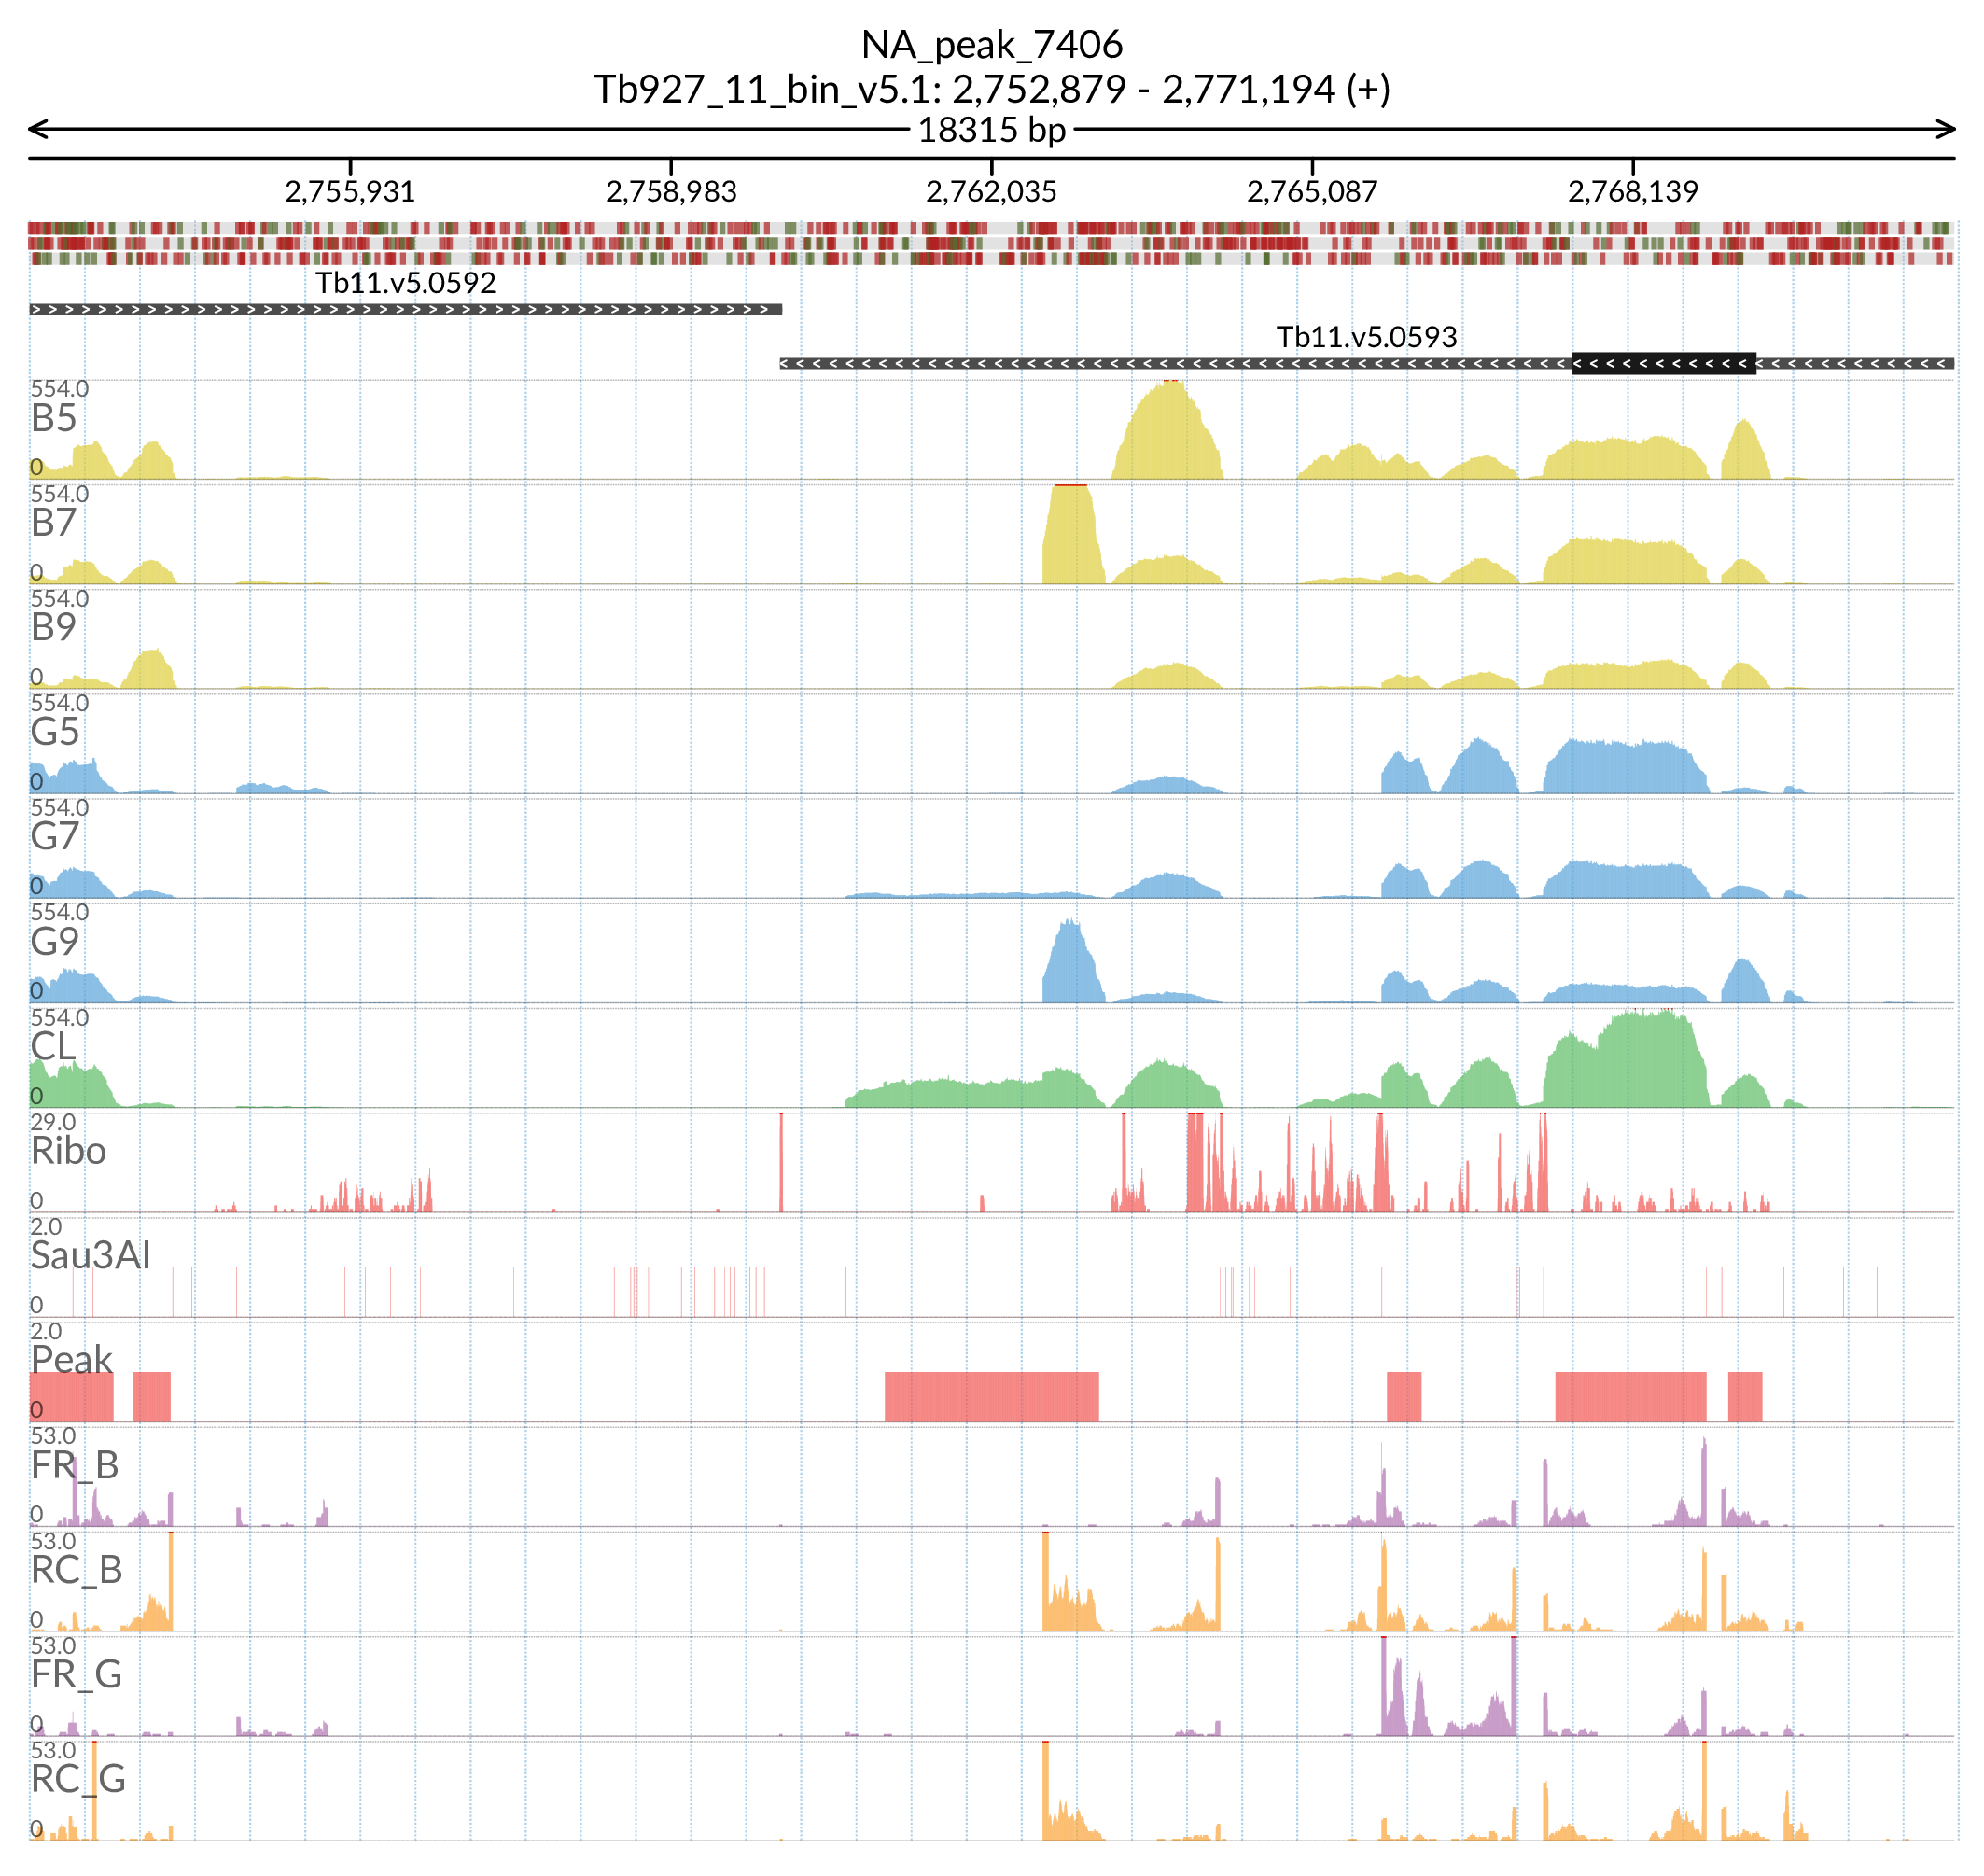 NA_peak_7406
Tb927_11_bin_v5.1: 2,752,879 - 2,771,194 (+)
18315 bp
2,755,931 2,758,983 2,762,035 2,765,087 2,768,139
Tb11.v5.0592
Tb11.v5.0593
554.0
B5
0
554.0
B7
0
554.0
B9
0
554.0
G5
0
554.0
G7
0
554.0
G9
0
554.0
CL
0
29.0
Ribo
0
2.0
Sau3AI
0
2.0
Peak
0
53.0
FR_B
0
53.0
RC_B
0
53.0
FR_G
0
53.0
RC_G
0